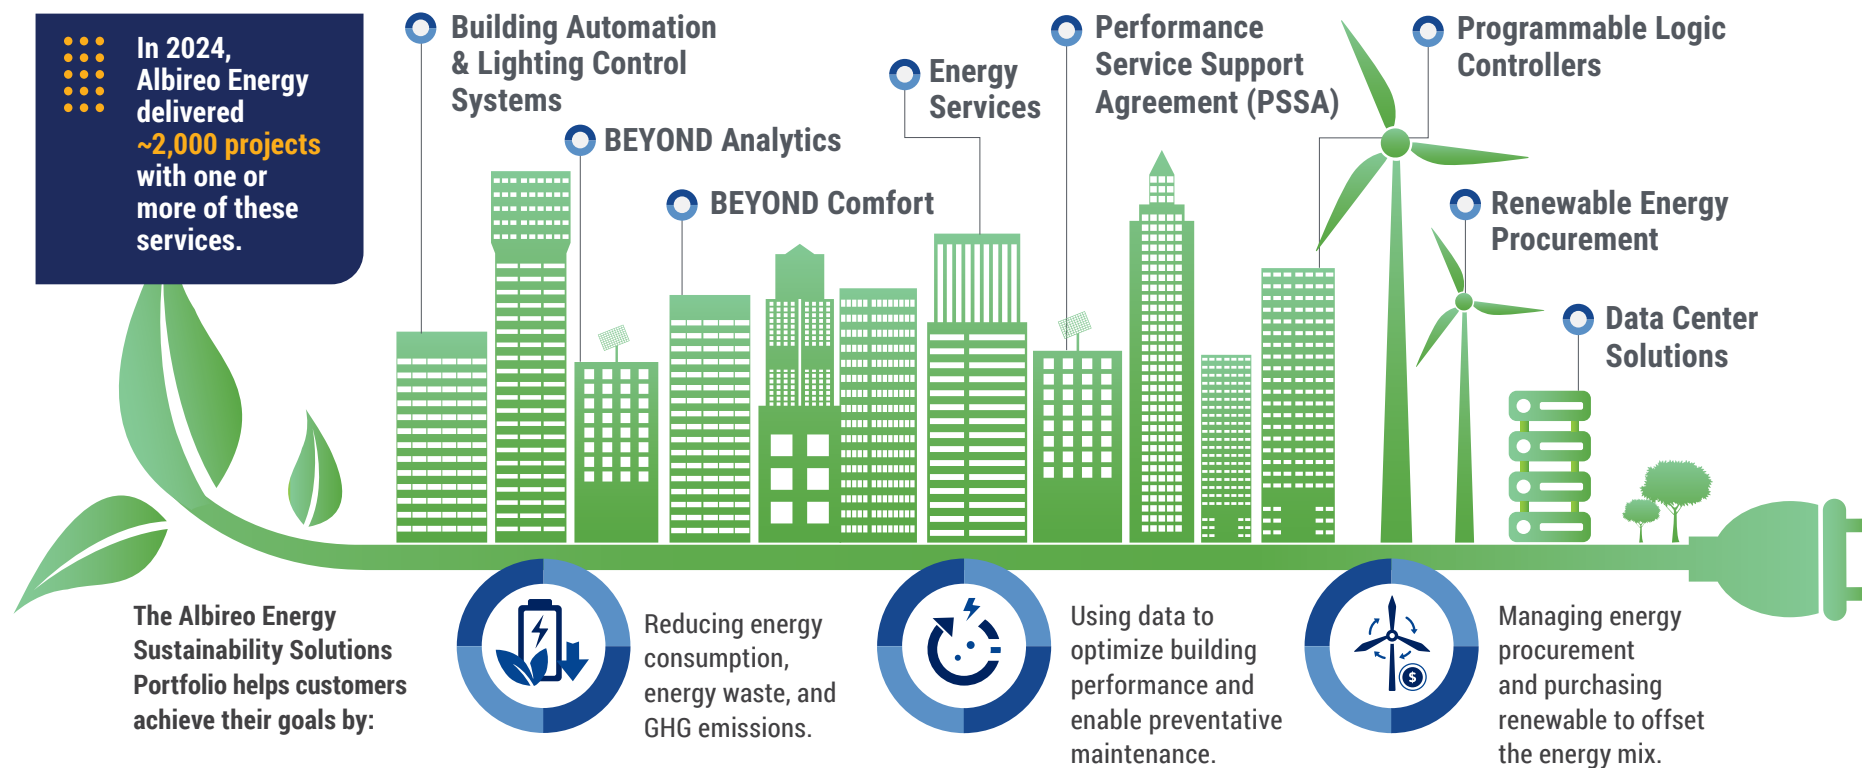 In 2024,
Albireo Energy
delivered
~2,000 projects
with one or
more of these
services.
Building Automation
& Lighting Control
Systems
BEYOND Analytics
BEYOND Comfort
Energy
Services
Performance
Service Support
Agreement (PSSA)
Programmable Logic
Controllers
Renewable Energy
Procurement
Data Center
Solutions
The Albireo Energy
Sustainability Solutions
Portfolio helps customers
achieve their goals by:
Reducing energy
consumption,
energy waste, and
GHG emissions.
Using data to
optimize building
performance and
enable preventative
maintenance.
$
Managing energy
procurement
and purchasing
renewable to offset
the energy mix.